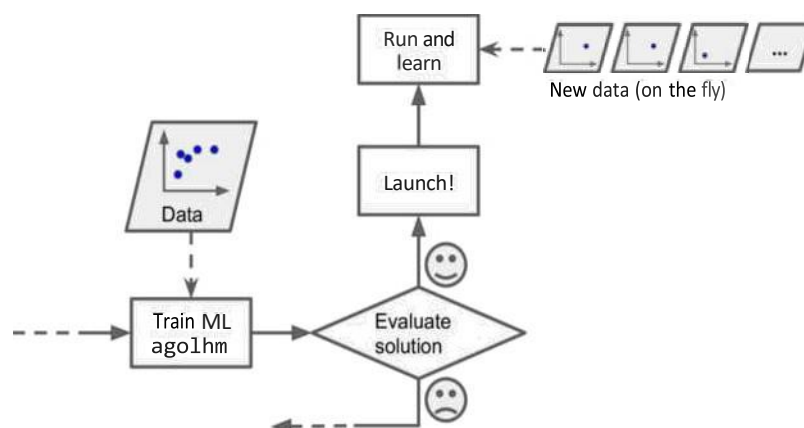 Run and
learn
...
New data (on the fly)
Launch!
Data
Train ML
agolhm
Evaluate
solution